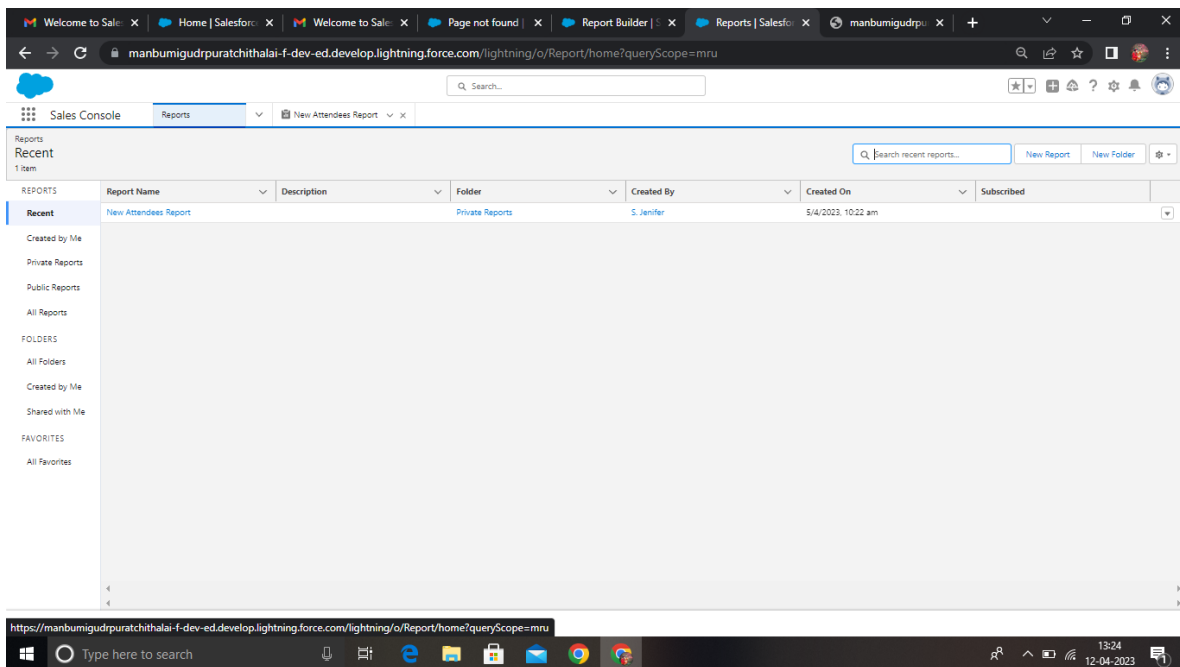 Welcome to Sale
Home | Salesforc
Welcome to Sale
Page not found |
Report Builder | S
Reports | Salesfor
manbumigudrpu
manbumigudrpuratchithalai-f-dev-ed.develop.lightning.force.com/lightning/o/Report/home?queryScope=mru
Search...
Sales Console
Reports
New Attendees Report
Reports
Recent
1 item
Search recent reports...
New Report
New Folder
REPORTS
Report Name
Description
Folder
Created By
Created On
Subscribed
Recent
New Attendees Report
Private Reports
S. Jenifer
5/4/2023, 10:22 am
Created by Me
Private Reports
Public Reports
All Reports
FOLDERS
All Folders
Created by Me
Shared with Me
FAVORITES
All Favorites
https://manbumigudrpuratchithalai-f-dev-ed.develop.lightning.force.com/lightning/o/Report/home?queryScope=mru
Type here to search
13:24
12-04-2023
1